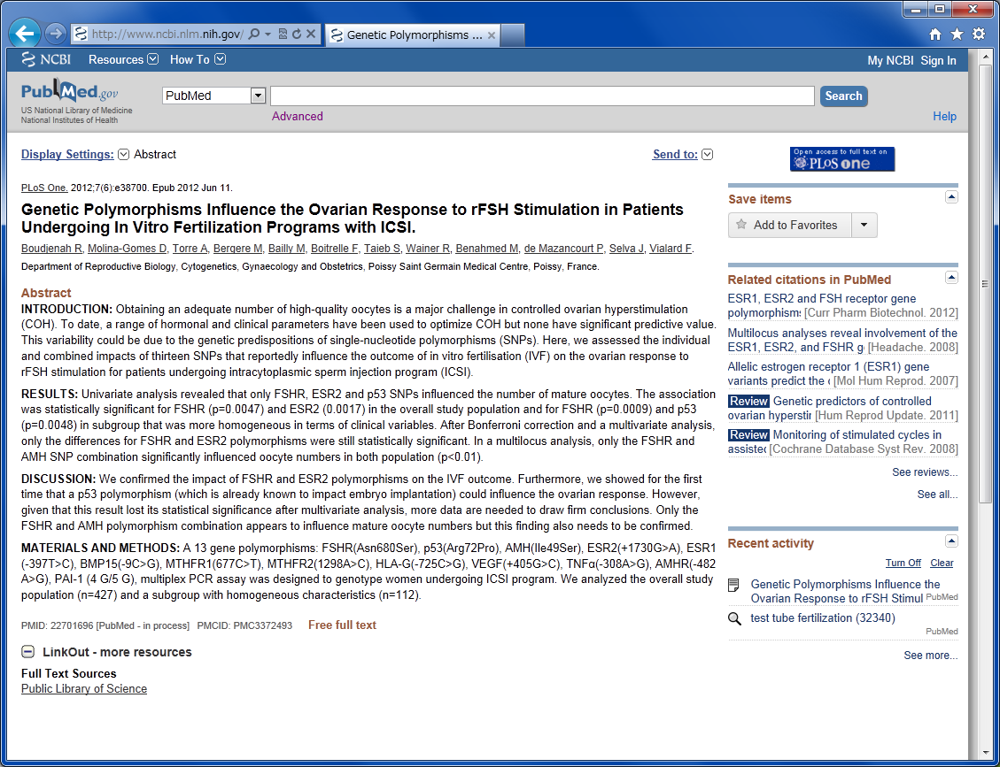 http://www.ncbi.nlm.nih.gov/
Genetic Polymorphisms ...
NCBI Resources How To My NCBI Sign In
PubMed.gov
US National Library of Medicine
National Institutes of Health
PubMed
Search
Advanced
Help
Display Settings: Abstract
Send to:
PLoS One. 2012;7(6):e38700. Epub 2012 Jun 11.
Genetic Polymorphisms Influence the Ovarian Response to rFSH Stimulation in Patients
Undergoing In Vitro Fertilization Programs with ICSI.
Boudjenah R, Molina-Gomes D, Torre A, Bergere M, Bailly M, Boitrelle F, Taieb S, Wainer R, Benahmed M, de Mazancourt P, Selva J, Vialard F.
Department of Reproductive Biology, Cytogenetics, Gynaecology and Obstetrics, Poissy Saint Germain Medical Centre, Poissy, France.
Abstract
INTRODUCTION: Obtaining an adequate number of high-quality oocytes is a major challenge in controlled ovarian hyperstimulation
(COH). To date, a range of hormonal and clinical parameters have been used to optimize COH but none have significant predictive value.
This variability could be due to the genetic predispositions of single-nucleotide polymorphisms (SNPs). Here, we assessed the individual
and combined impacts of thirteen SNPs that reportedly influence the outcome of in vitro fertilisation (IVF) on the ovarian response to
rFSH stimulation for patients undergoing intracytoplasmic sperm injection program (ICSI).
RESULTS: Univariate analysis revealed that only FSHR, ESR2 and p53 SNPs influenced the number of mature oocytes. The association
was statistically significant for FSHR (p=0.0047) and ESR2 (0.0017) in the overall study population and for FSHR (p=0.0009) and p53
(p=0.0048) in subgroup that was more homogeneous in terms of clinical variables. After Bonferroni correction and a multivariate analysis,
only the differences for FSHR and ESR2 polymorphisms were still statistically significant. In a multilocus analysis, only the FSHR and
AMH SNP combination significantly influenced oocyte numbers in both population (p<0.01).
DISCUSSION: We confirmed the impact of FSHR and ESR2 polymorphisms on the IVF outcome. Furthermore, we showed for the first
time that a p53 polymorphism (which is already known to impact embryo implantation) could influence the ovarian response. However,
given that this result lost its statistical significance after multivariate analysis, more data are needed to draw firm conclusions. Only the
FSHR and AMH polymorphism combination appears to influence mature oocyte numbers but this finding also needs to be confirmed.
MATERIALS AND METHODS: A 13 gene polymorphisms: FSHR(Asn680Ser), p53(Arg72Pro), AMH(Ile49Ser), ESR2(+1730G>A), ESR1
(-397T>C), BMP15(-9C>G), MTHFR1(677C>T), MTHFR2(1298A>C), HLA-G(-725C>G), VEGF(+405G>C), TNFα(-308A>G), AMHR(-482
A>G), PAI-1 (4 G/5 G), multiplex PCR assay was designed to genotype women undergoing ICSI program. We analyzed the overall study
population (n=427) and a subgroup with homogeneous characteristics (n=112).
PMID: 22701696 [PubMed - in process] PMCID: PMC3372493 Free full text
LinkOut - more resources
Full Text Sources
Public Library of Science
Open access to full text on
PLoS one
Save items
Add to Favorites
Related citations in PubMed
ESR1, ESR2 and FSH receptor gene
polymorphisms [Curr Pharm Biotechnol. 2012]
Multilocus analyses reveal involvement of the
ESR1, ESR2, and FSHR g [Headache. 2008]
Allelic estrogen receptor 1 (ESR1) gene
variants predict the [Mol Hum Reprod. 2007]
Review Genetic predictors of controlled
ovarian hyperstir [Hum Reprod Update. 2011]
Review Monitoring of stimulated cycles in
assisted [Cochrane Database Syst Rev. 2008]
See reviews...
See all...
Recent activity
Turn Off Clear
Genetic Polymorphisms Influence the
Ovarian Response to rFSH Stimul PubMed
test tube fertilization (32340)
PubMed
See more...